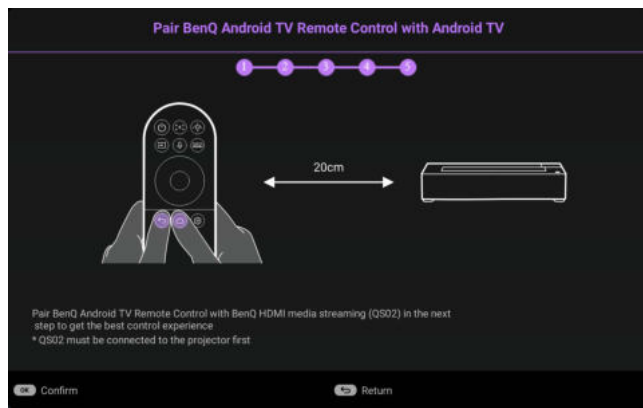 Pair BenQ Android TV Remote Control with Android TV
1 2 3 4 5
20cm
Pair BenQ Android TV Remote Control with BenQ HDMI media streaming (QS02) in the next
step to get the best control experience
* QS02 must be connected to the projector first
OK Confirm
Return